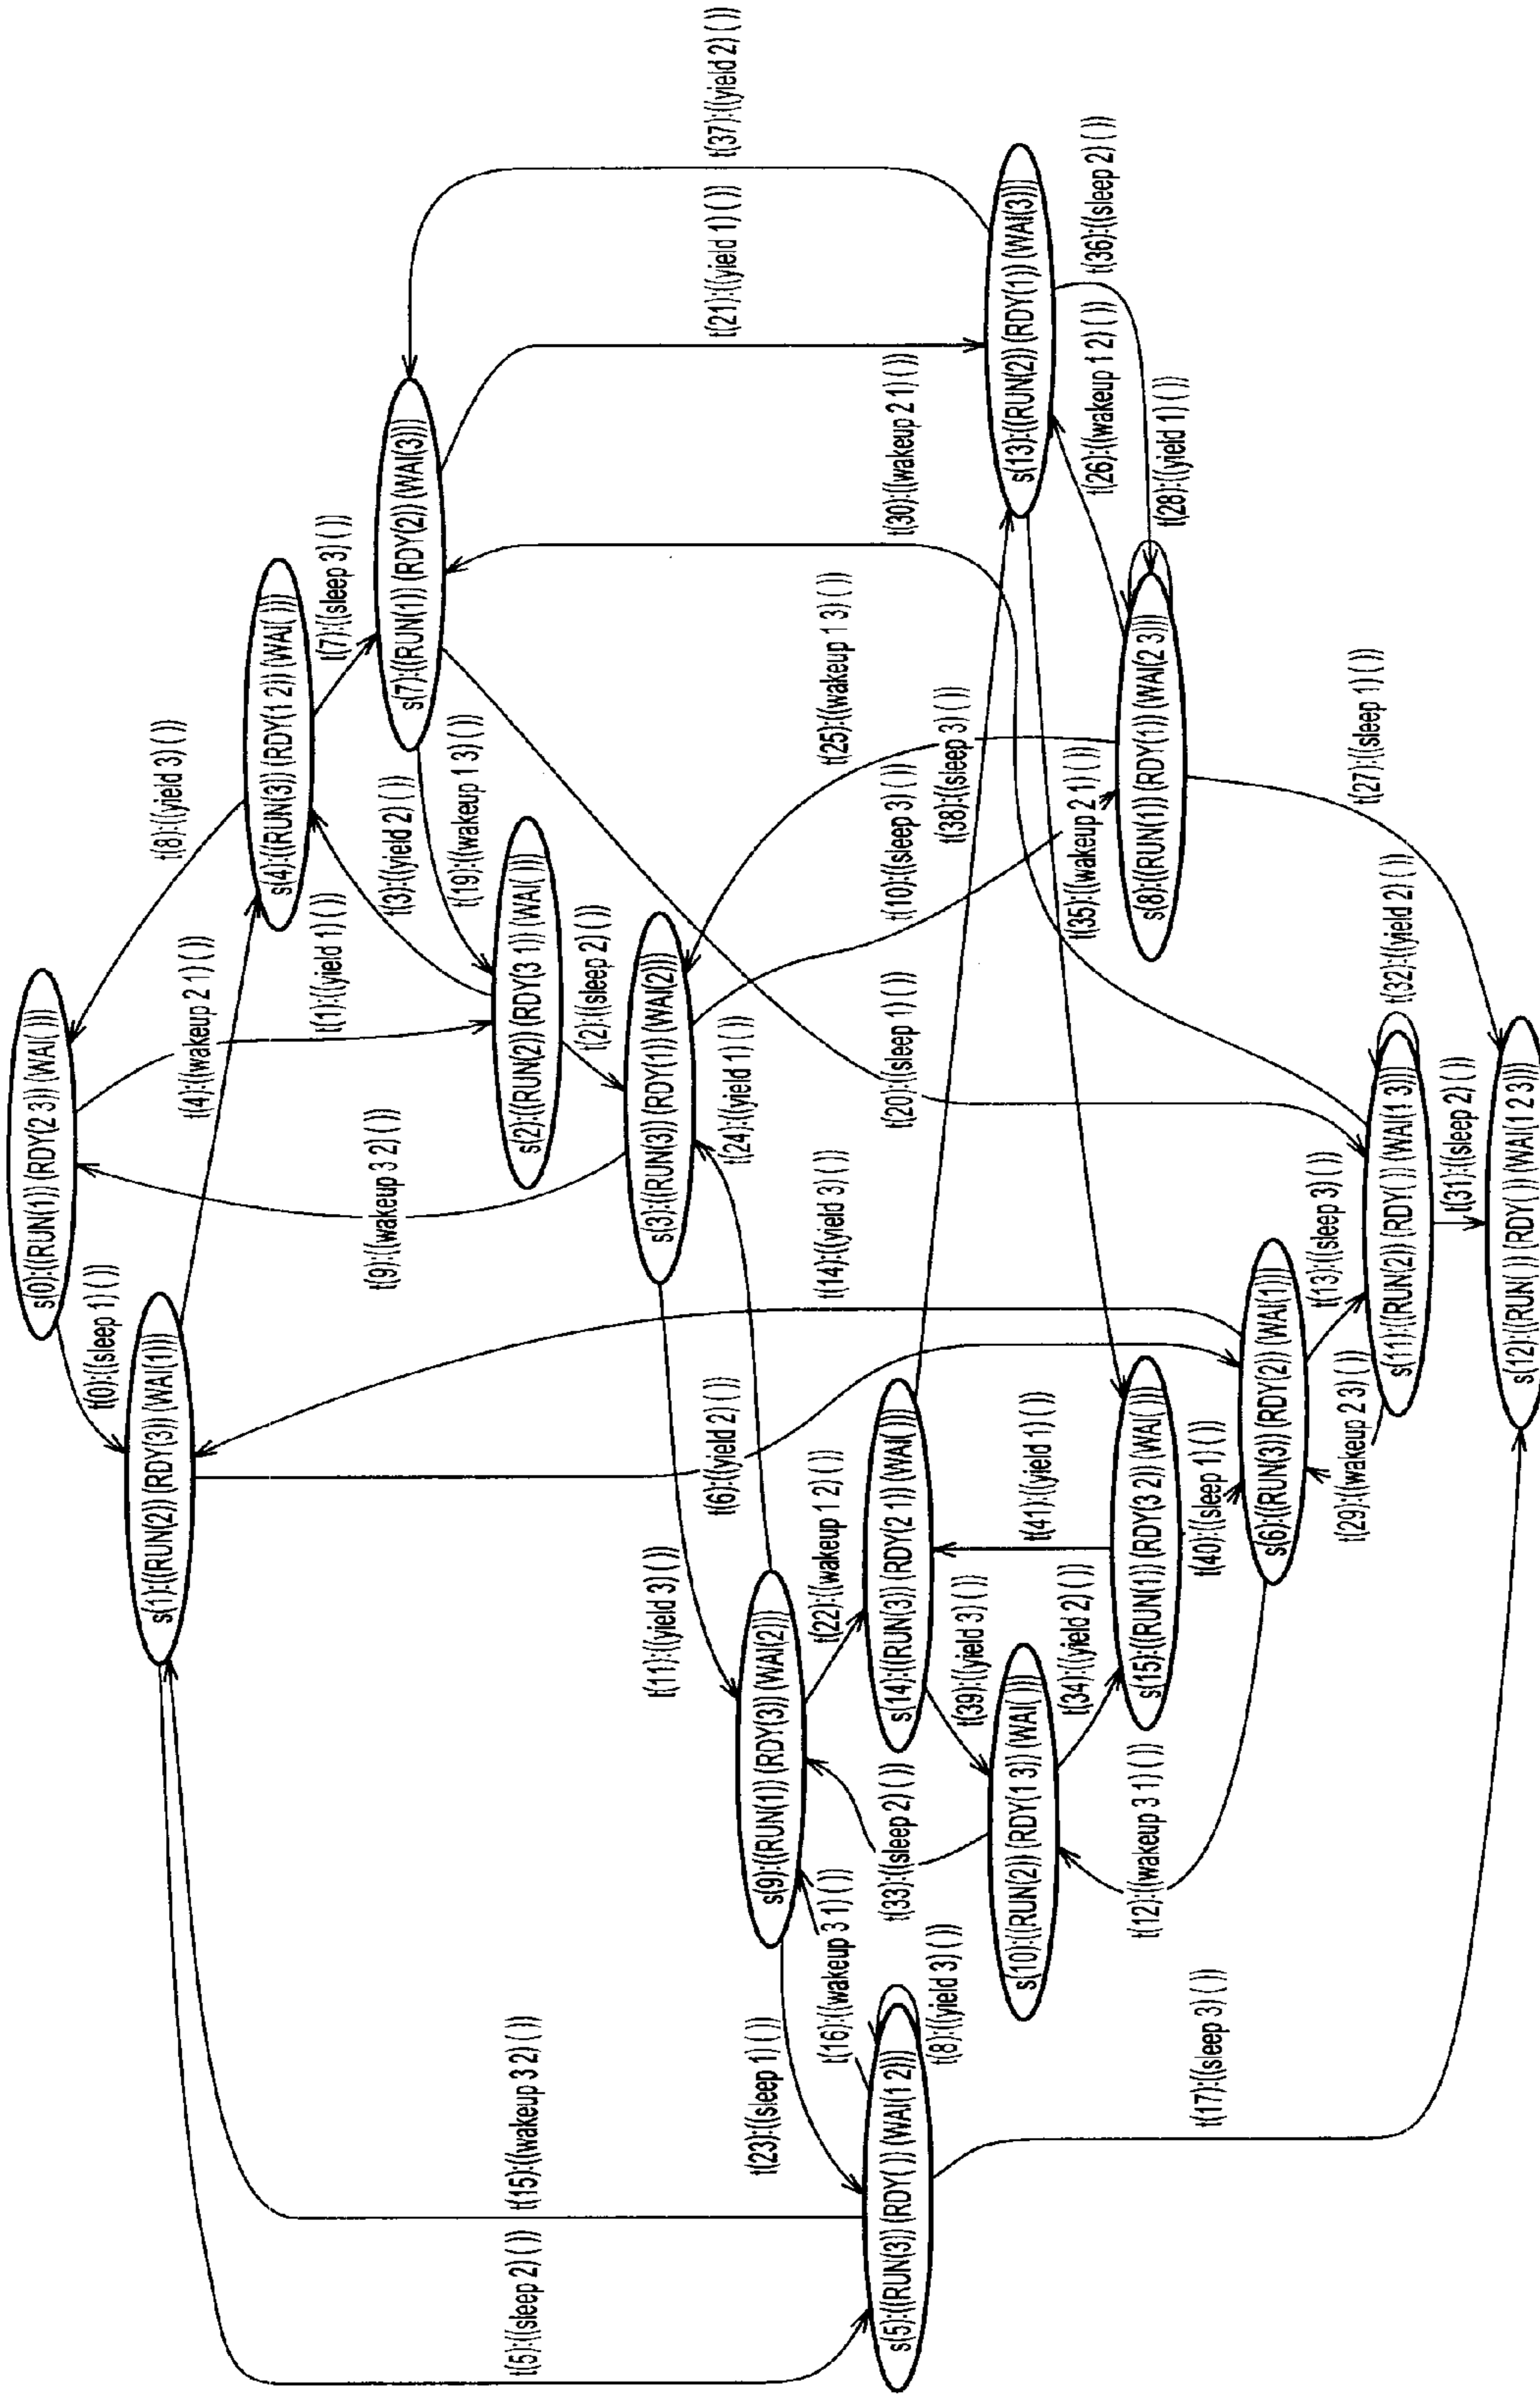 s(0):((RUN(1)) (RDY(2 3)) (WAI( )))
t(0):((sleep 1) ( ))
s(1):((RUN(2)) (RDY(3)) (WAI(1)))
t(8):((yield 3) ( ))
t(4):((wakeup 2 1) ( ))
s(4):((RUN(3)) (RDY(1 2)) (WAI( )))
t(1):((yield 1) ( ))
t(7):((sleep 3) ( ))
t(9):((wakeup 3 2) ( ))
t(3):((yield 2) ( ))
s(7):((RUN(1)) (RDY(2)) (WAI(3)))
t(19):((wakeup 1 3) ( ))
t(5):((sleep 2) ( ))
t(15):((wakeup 3 2) ( ))
s(2):((RUN(2)) (RDY(3 1)) (WAI( )))
t(2):((sleep 2) ( ))
t(11):((yield 3) ( ))
s(3):((RUN(3)) (RDY(1)) (WAI(2)))
t(6):((yield 2) ( ))
t(24):((yield 1) ( ))
t(21):((yield 1) ( ))
t(37):((yield 2) ( ))
t(23):((sleep 1) ( ))
s(9):((RUN(1)) (RDY(3)) (WAI(2)))
t(16):((wakeup 3 1) ( ))
t(22):((wakeup 1 2) ( ))
t(14):((yield 3) ( ))
t(25):((wakeup 1 3) ( ))
s(5):((RUN(3)) (RDY( )) (WAI(1 2)))
t(8):((yield 3) ( ))
t(33):((sleep 2) ( ))
s(14):((RUN(3)) (RDY(2 1)) (WAI( )))
t(20):((sleep 1) ( ))
t(10):((sleep 3) ( ))
t(30):((wakeup 2 1) ( ))
t(39):((yield 3) ( ))
t(38):((sleep 3) ( ))
s(10):((RUN(2)) (RDY(1 3)) (WAI( )))
t(41):((yield 1) ( ))
s(13):((RUN(2)) (RDY(1)) (WAI(3)))
t(34):((yield 2) ( ))
t(35):((wakeup 2 1) ( ))
t(26):((wakeup 1 2) ( ))
t(36):((sleep 2) ( ))
t(12):((wakeup 3 1) ( ))
s(15):((RUN(1)) (RDY(3 2)) (WAI( )))
s(8):((RUN(1)) (RDY(1)) (WAI(2 3)))
t(28):((yield 1) ( ))
t(17):((sleep 3) ( ))
t(40):((sleep 1) ( ))
s(6):((RUN(3)) (RDY(2)) (WAI(1)))
t(13):((sleep 3) ( ))
t(29):((wakeup 2 3) ( ))
t(27):((sleep 1) ( ))
s(11):((RUN(2)) (RDY( )) (WAI(1 3)))
t(32):((yield 2) ( ))
t(31):((sleep 2) ( ))
s(12):((RUN( )) (RDY( )) (WAI(1 2 3)))